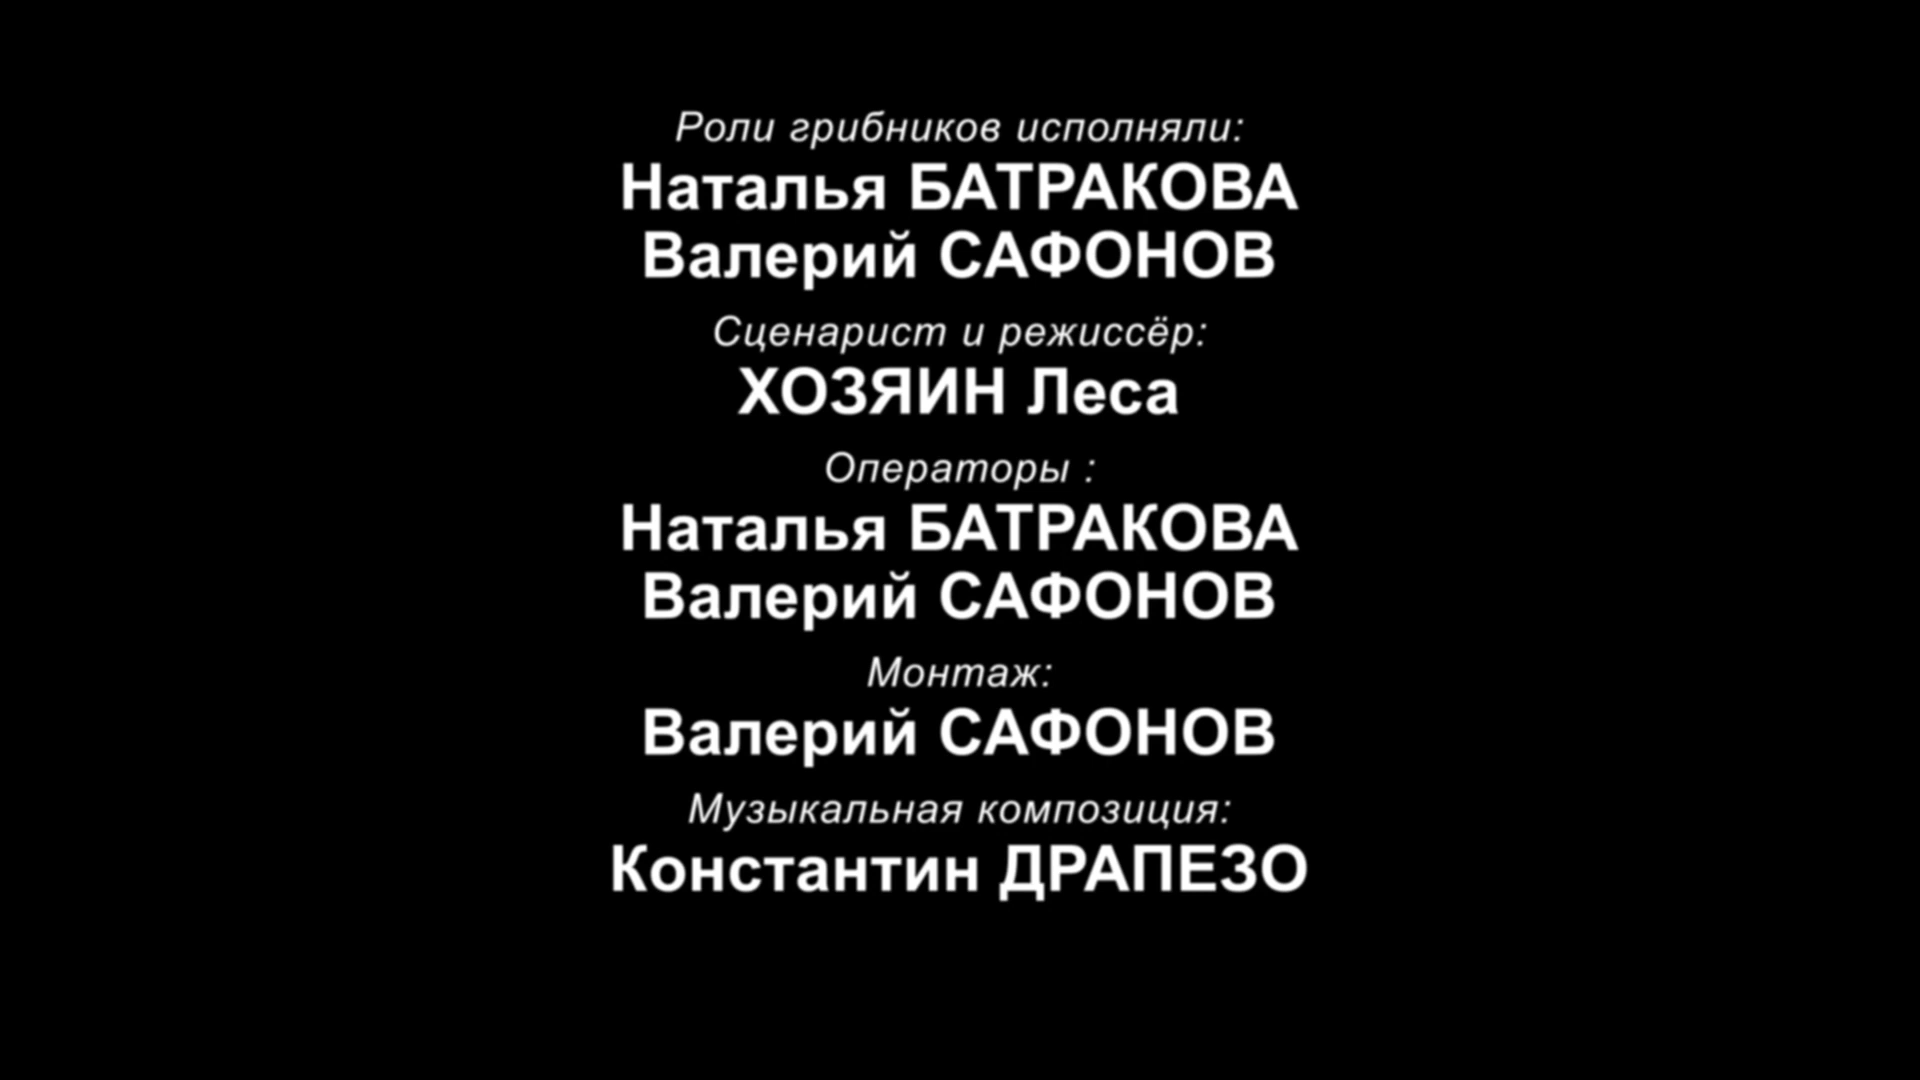 Роли грибников исполняли:
Наталья БАТРАКОВА
Валерий САФОНОВ
Сценарист и режиссёр:
ХОЗЯИН Леса
Операторы :
Наталья БАТРАКОВА
Валерий САФОНОВ
Монтаж:
Валерий САФОНОВ
Музыкальная композиция:
Константин ДРАПЕЗО